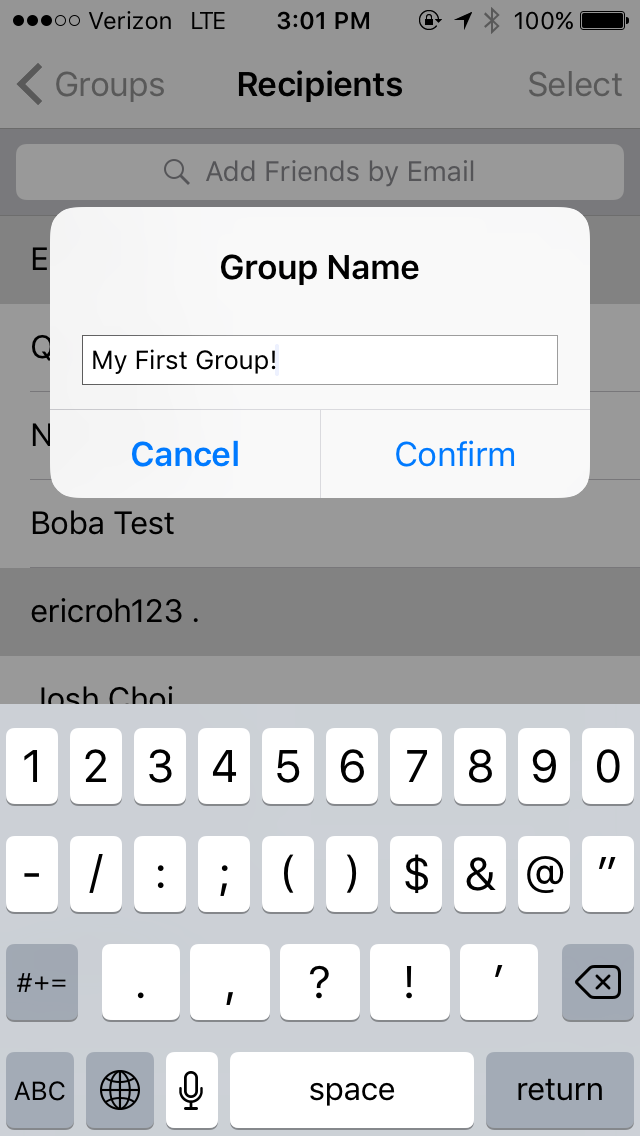 Verizon LTE 3:01 PM 100%
Groups Recipients Select
Add Friends by Email
E
Group Name
Q
My First Group!
N
Cancel Confirm
Boba Test
ericroh123 .
Josh Choi
1 2 3 4 5 6 7 8 9 0
- / : ; ( ) $ & @ "
#+= . , ? ! '
ABC space return